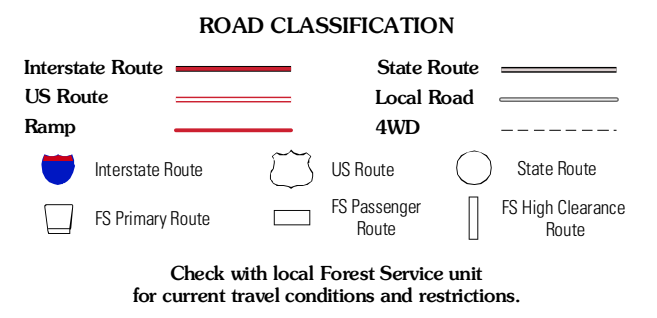 ROAD CLASSIFICATION
Interstate Route
State Route
US Route
Local Road
Ramp
4WD
Interstate Route
US Route
State Route
FS Primary Route
FS Passenger
Route
FS High Clearance
Route
Check with local Forest Service unit
for current travel conditions and restrictions.